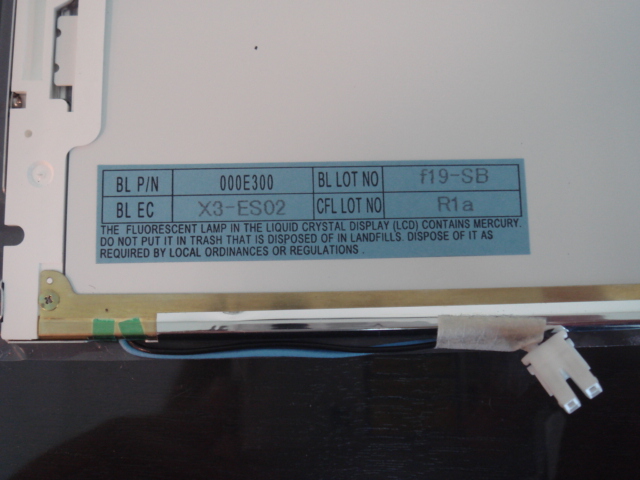 BL P/N 000E300 BL LOT NO f19-SB
BL EC X3-ES02 CFL LOT NO R1a
THE FLUORESCENT LAMP IN THE LIQUID CRYSTAL DISPLAY (LCD) CONTAINS MERCURY.
DO NOT PUT IT IN TRASH THAT IS DISPOSED OF IN LANDFILLS. DISPOSE OF IT AS
REQUIRED BY LOCAL ORDINANCES OR REGULATIONS .